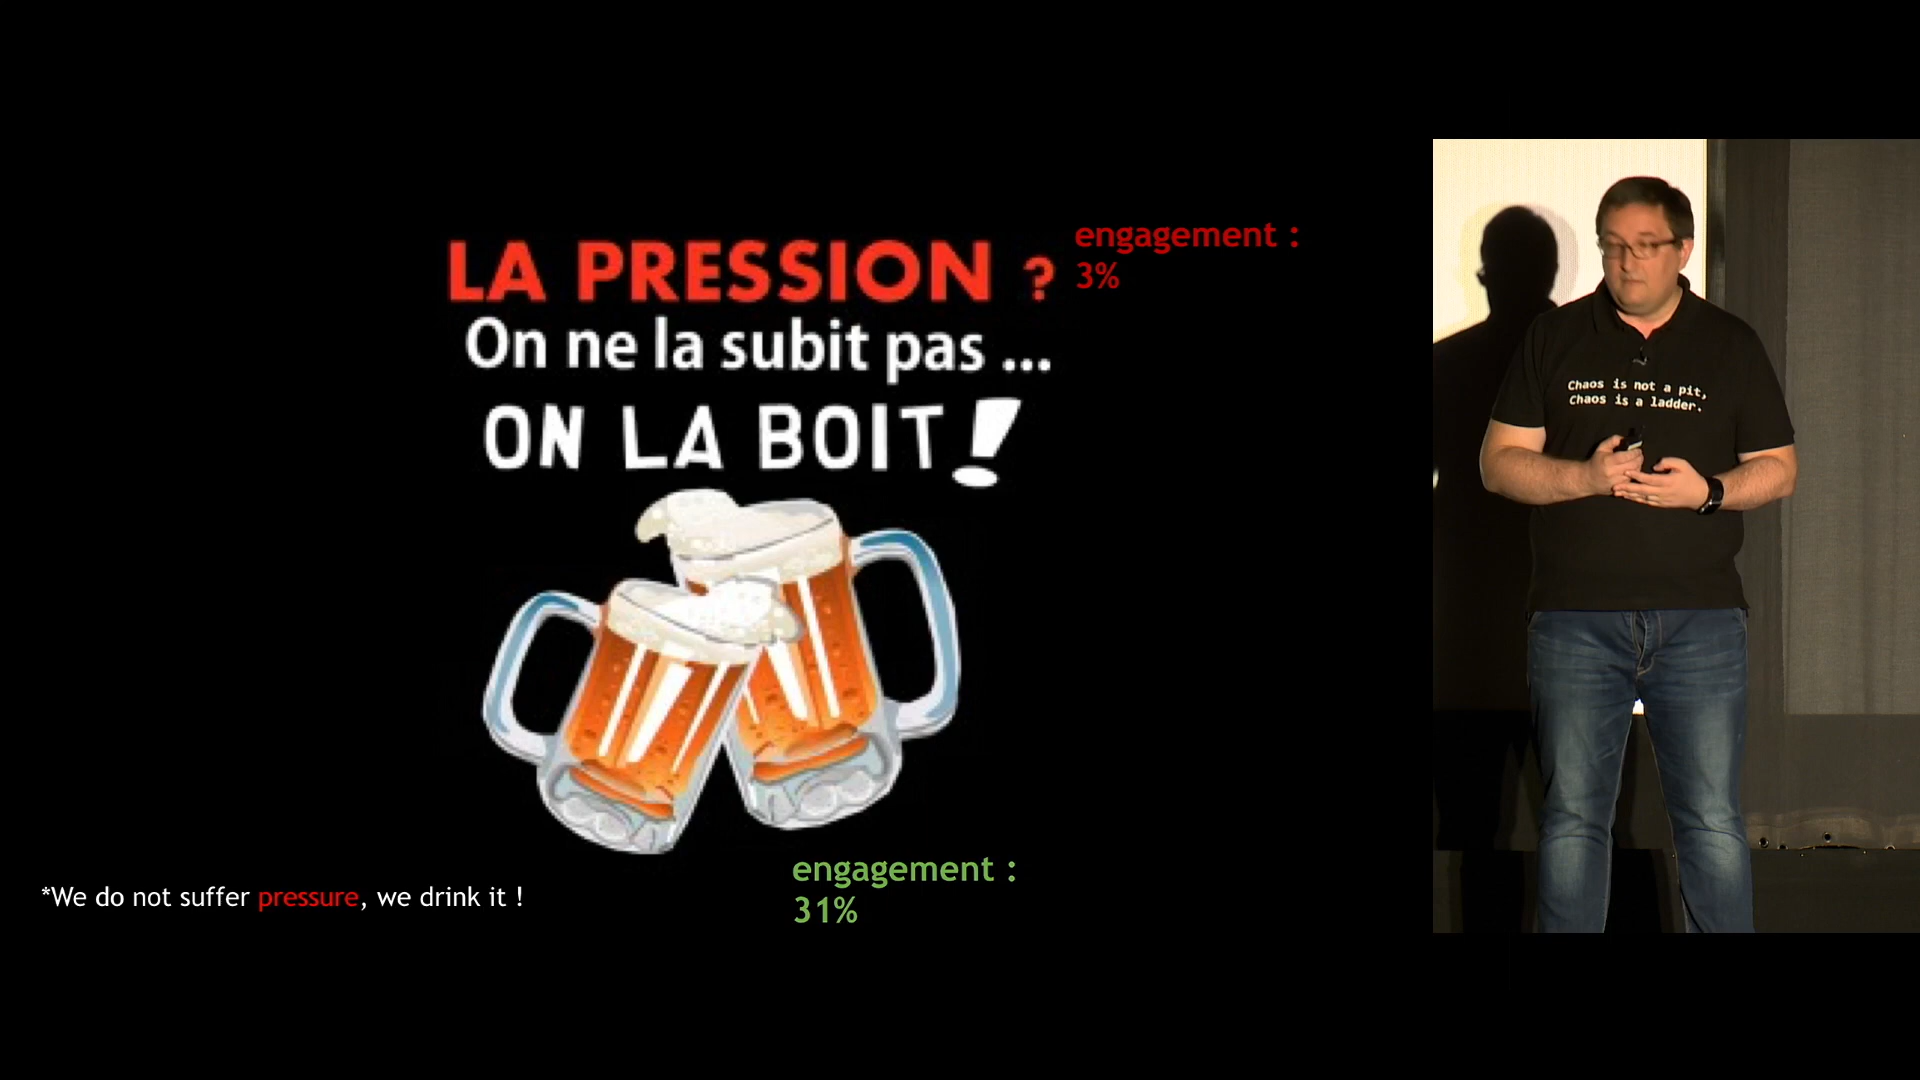 LA PRESSION ?
On ne la subit pas ...
ON LA BOIT!
engagement :
3%
engagement :
31%
*We do not suffer pressure, we drink it !
Chaos is not a pit,
Chaos is a ladder.